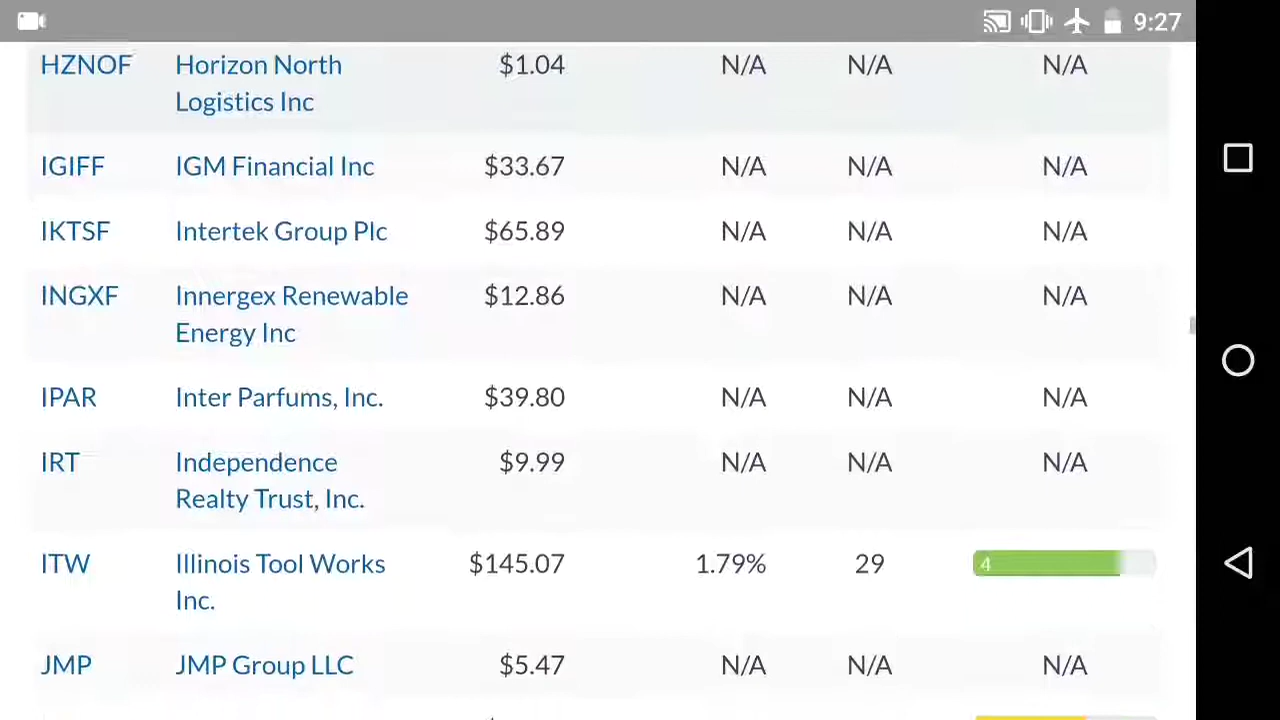 9:27
HZNOF Horizon North $1.04 N/A N/A N/A
Logistics Inc
IGIFF IGM Financial Inc $33.67 N/A N/A N/A
IKTSF Intertek Group Plc $65.89 N/A N/A N/A
INGXF Innergex Renewable $12.86 N/A N/A N/A
Energy Inc
IPAR Inter Parfums, Inc. $39.80 N/A N/A N/A
IRT Independence $9.99 N/A N/A N/A
Realty Trust, Inc.
ITW Illinois Tool Works $145.07 1.79% 29 4
Inc.
JMP JMP Group LLC $5.47 N/A N/A N/A